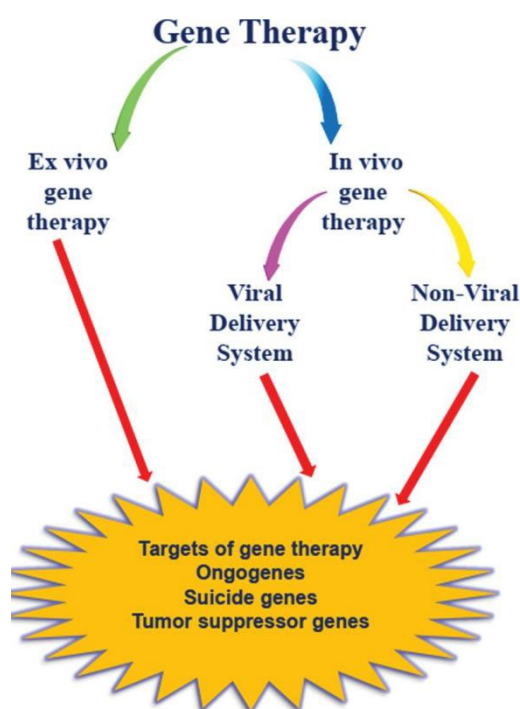 Gene Therapy
Ex vivo
gene
therapy
In vivo
gene
therapy
Viral
Delivery
System
Non-Viral
Delivery
System
Targets of gene therapy
Ongogenes
Suicide genes
Tumor suppressor genes